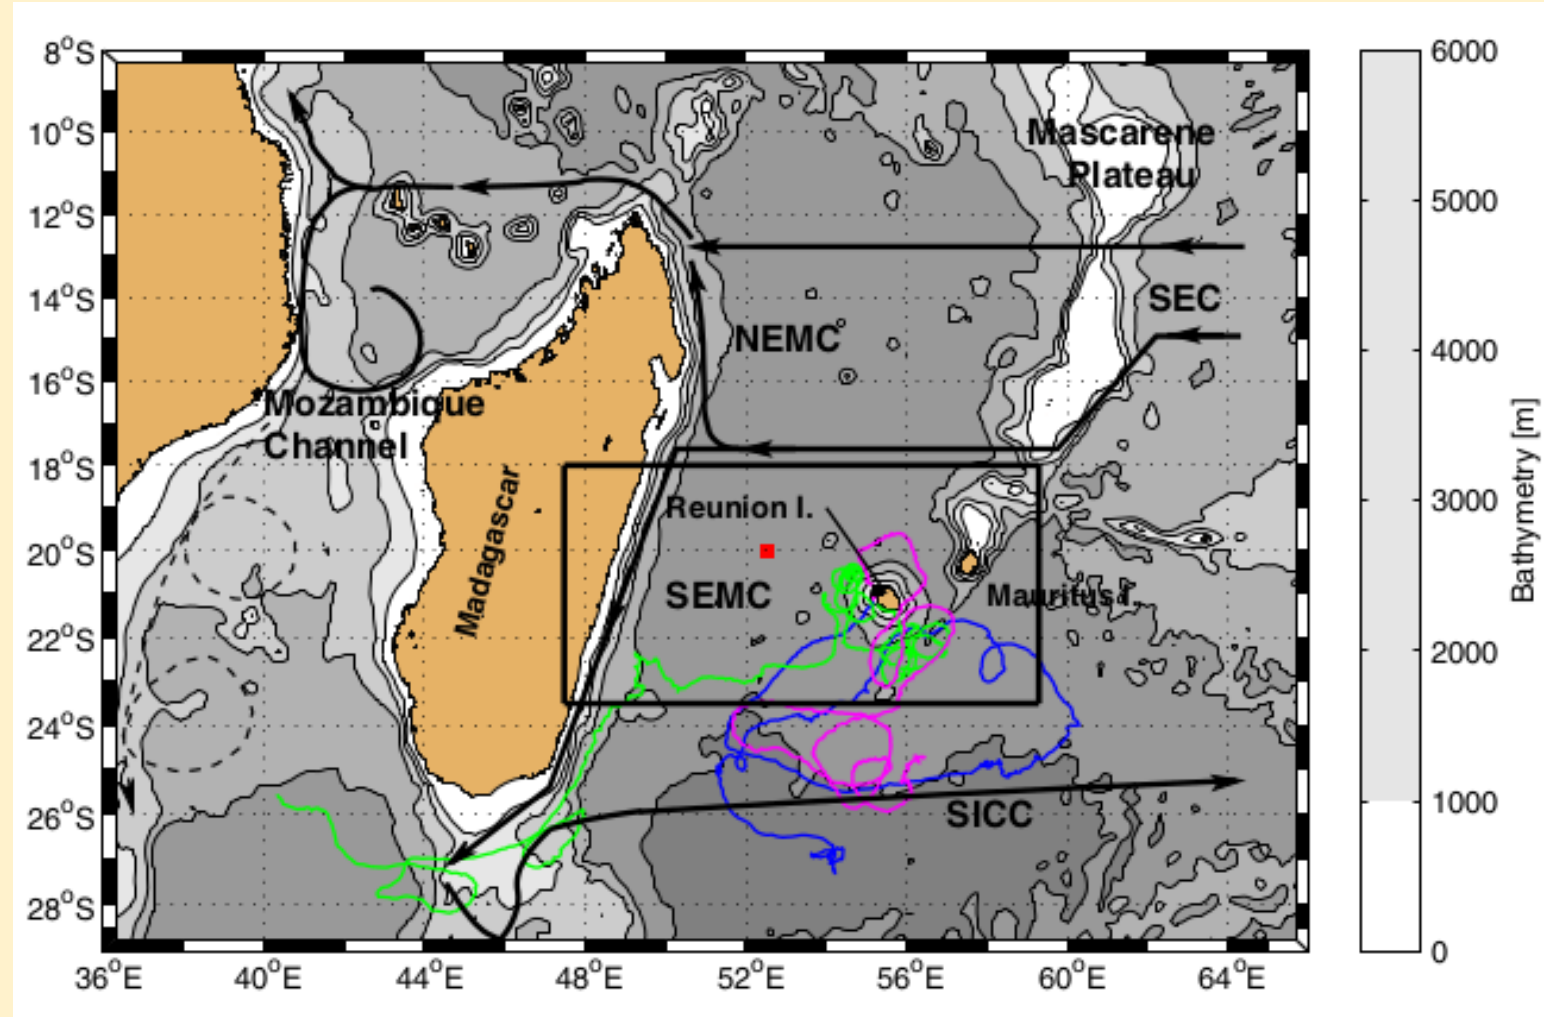 8°S
10°S
12°S
14°S
16°S
18°S
20°S
22°S
24°S
26°S
28°S
36°E
40°E
44°E
48°E
52°E
56°E
60°E
64°E
Mascarene
Plateau
SEC
NEMC
Mozambique
Channel
Madagascar
Reunion I.
SEMC
Mauritus I.
SICC
6000
5000
4000
3000
2000
1000
0
Bathymetry [m]